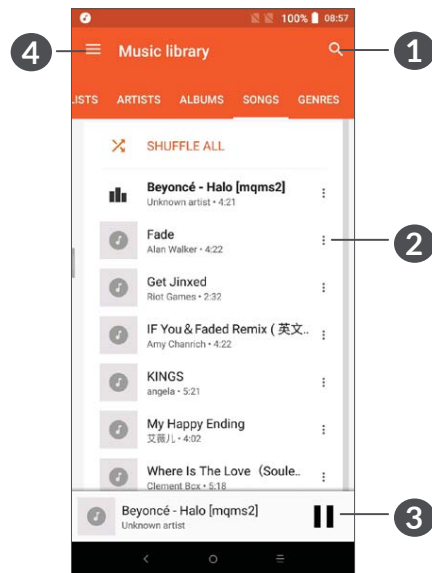 100% 08:57
4
Music library
1
LISTS ARTISTS ALBUMS SONGS GENRES
SHUFFLE ALL
Beyoncé - Halo [mqms2]
Unknown artist • 4:21
Fade
Alan Walker • 4:22
2
Get Jinxed
Riot Games • 2:32
IF You & Faded Remix ( 英文..
Amy Chanrich • 4:22
KINGS
angela • 5:21
My Happy Ending
艾薇儿 • 4:02
Where Is The Love（Soule..
Clement Bcx • 5:18
Beyoncé - Halo [mqms2]
Unknown artist
3